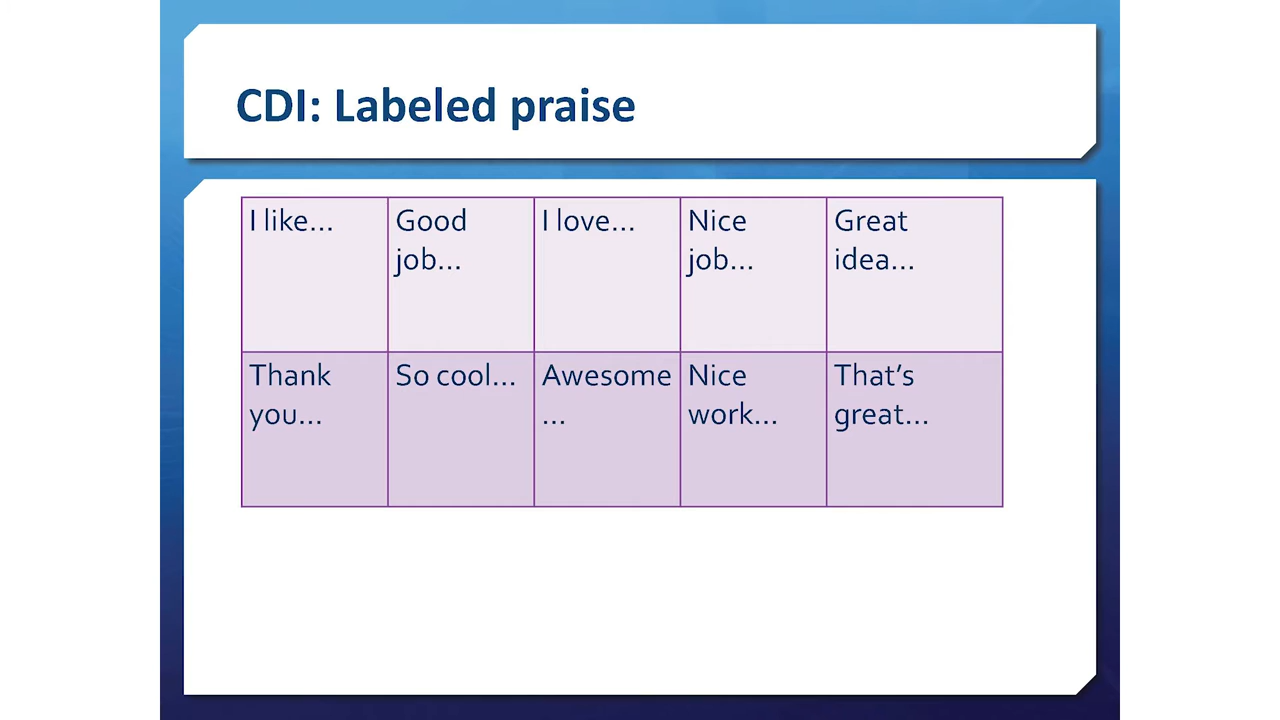 CDI: Labeled praise
I like...
Good
job...
I love...
Nice
job...
Great
idea...
Thank
you...
So cool...
Awesome
...
Nice
work...
That's
great...